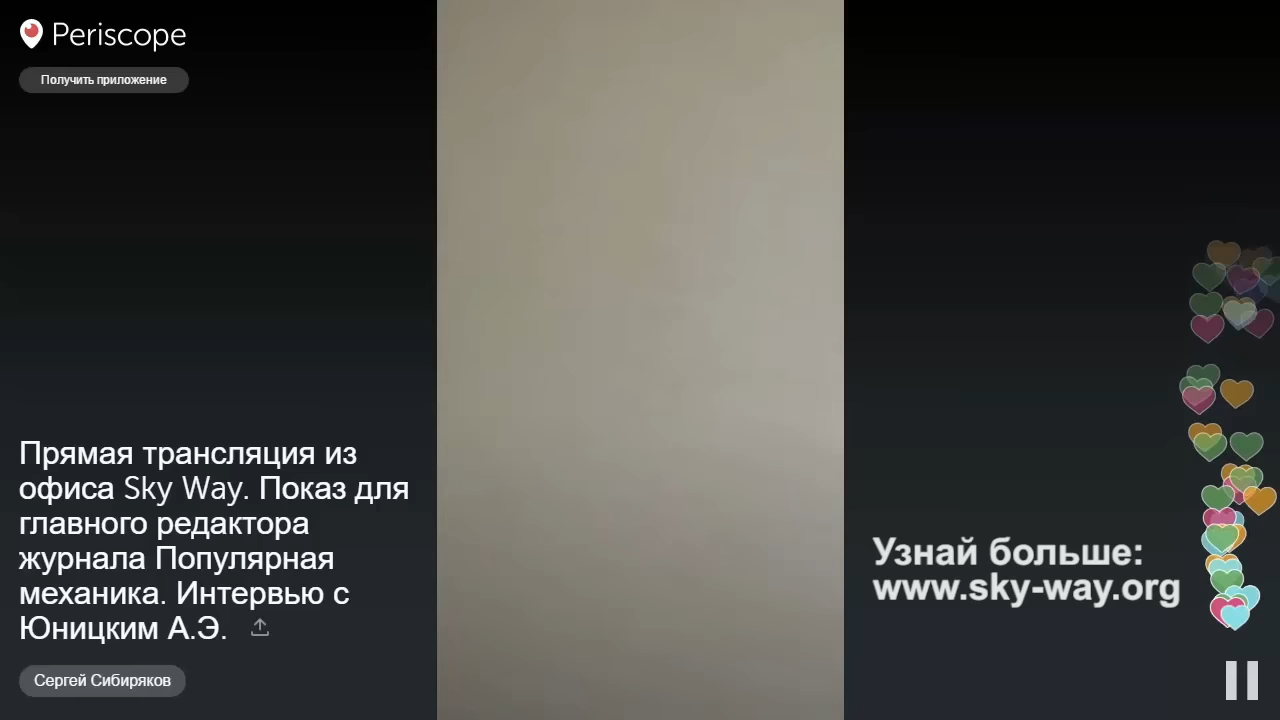 Periscope
Получить приложение
Прямая трансляция из
офиса Sky Way. Показ для
главного редактора
журнала Популярная
механика. Интервью с
Юницким А.Э.
Сергей Сибиряков
Узнай больше:
www.sky-way.org